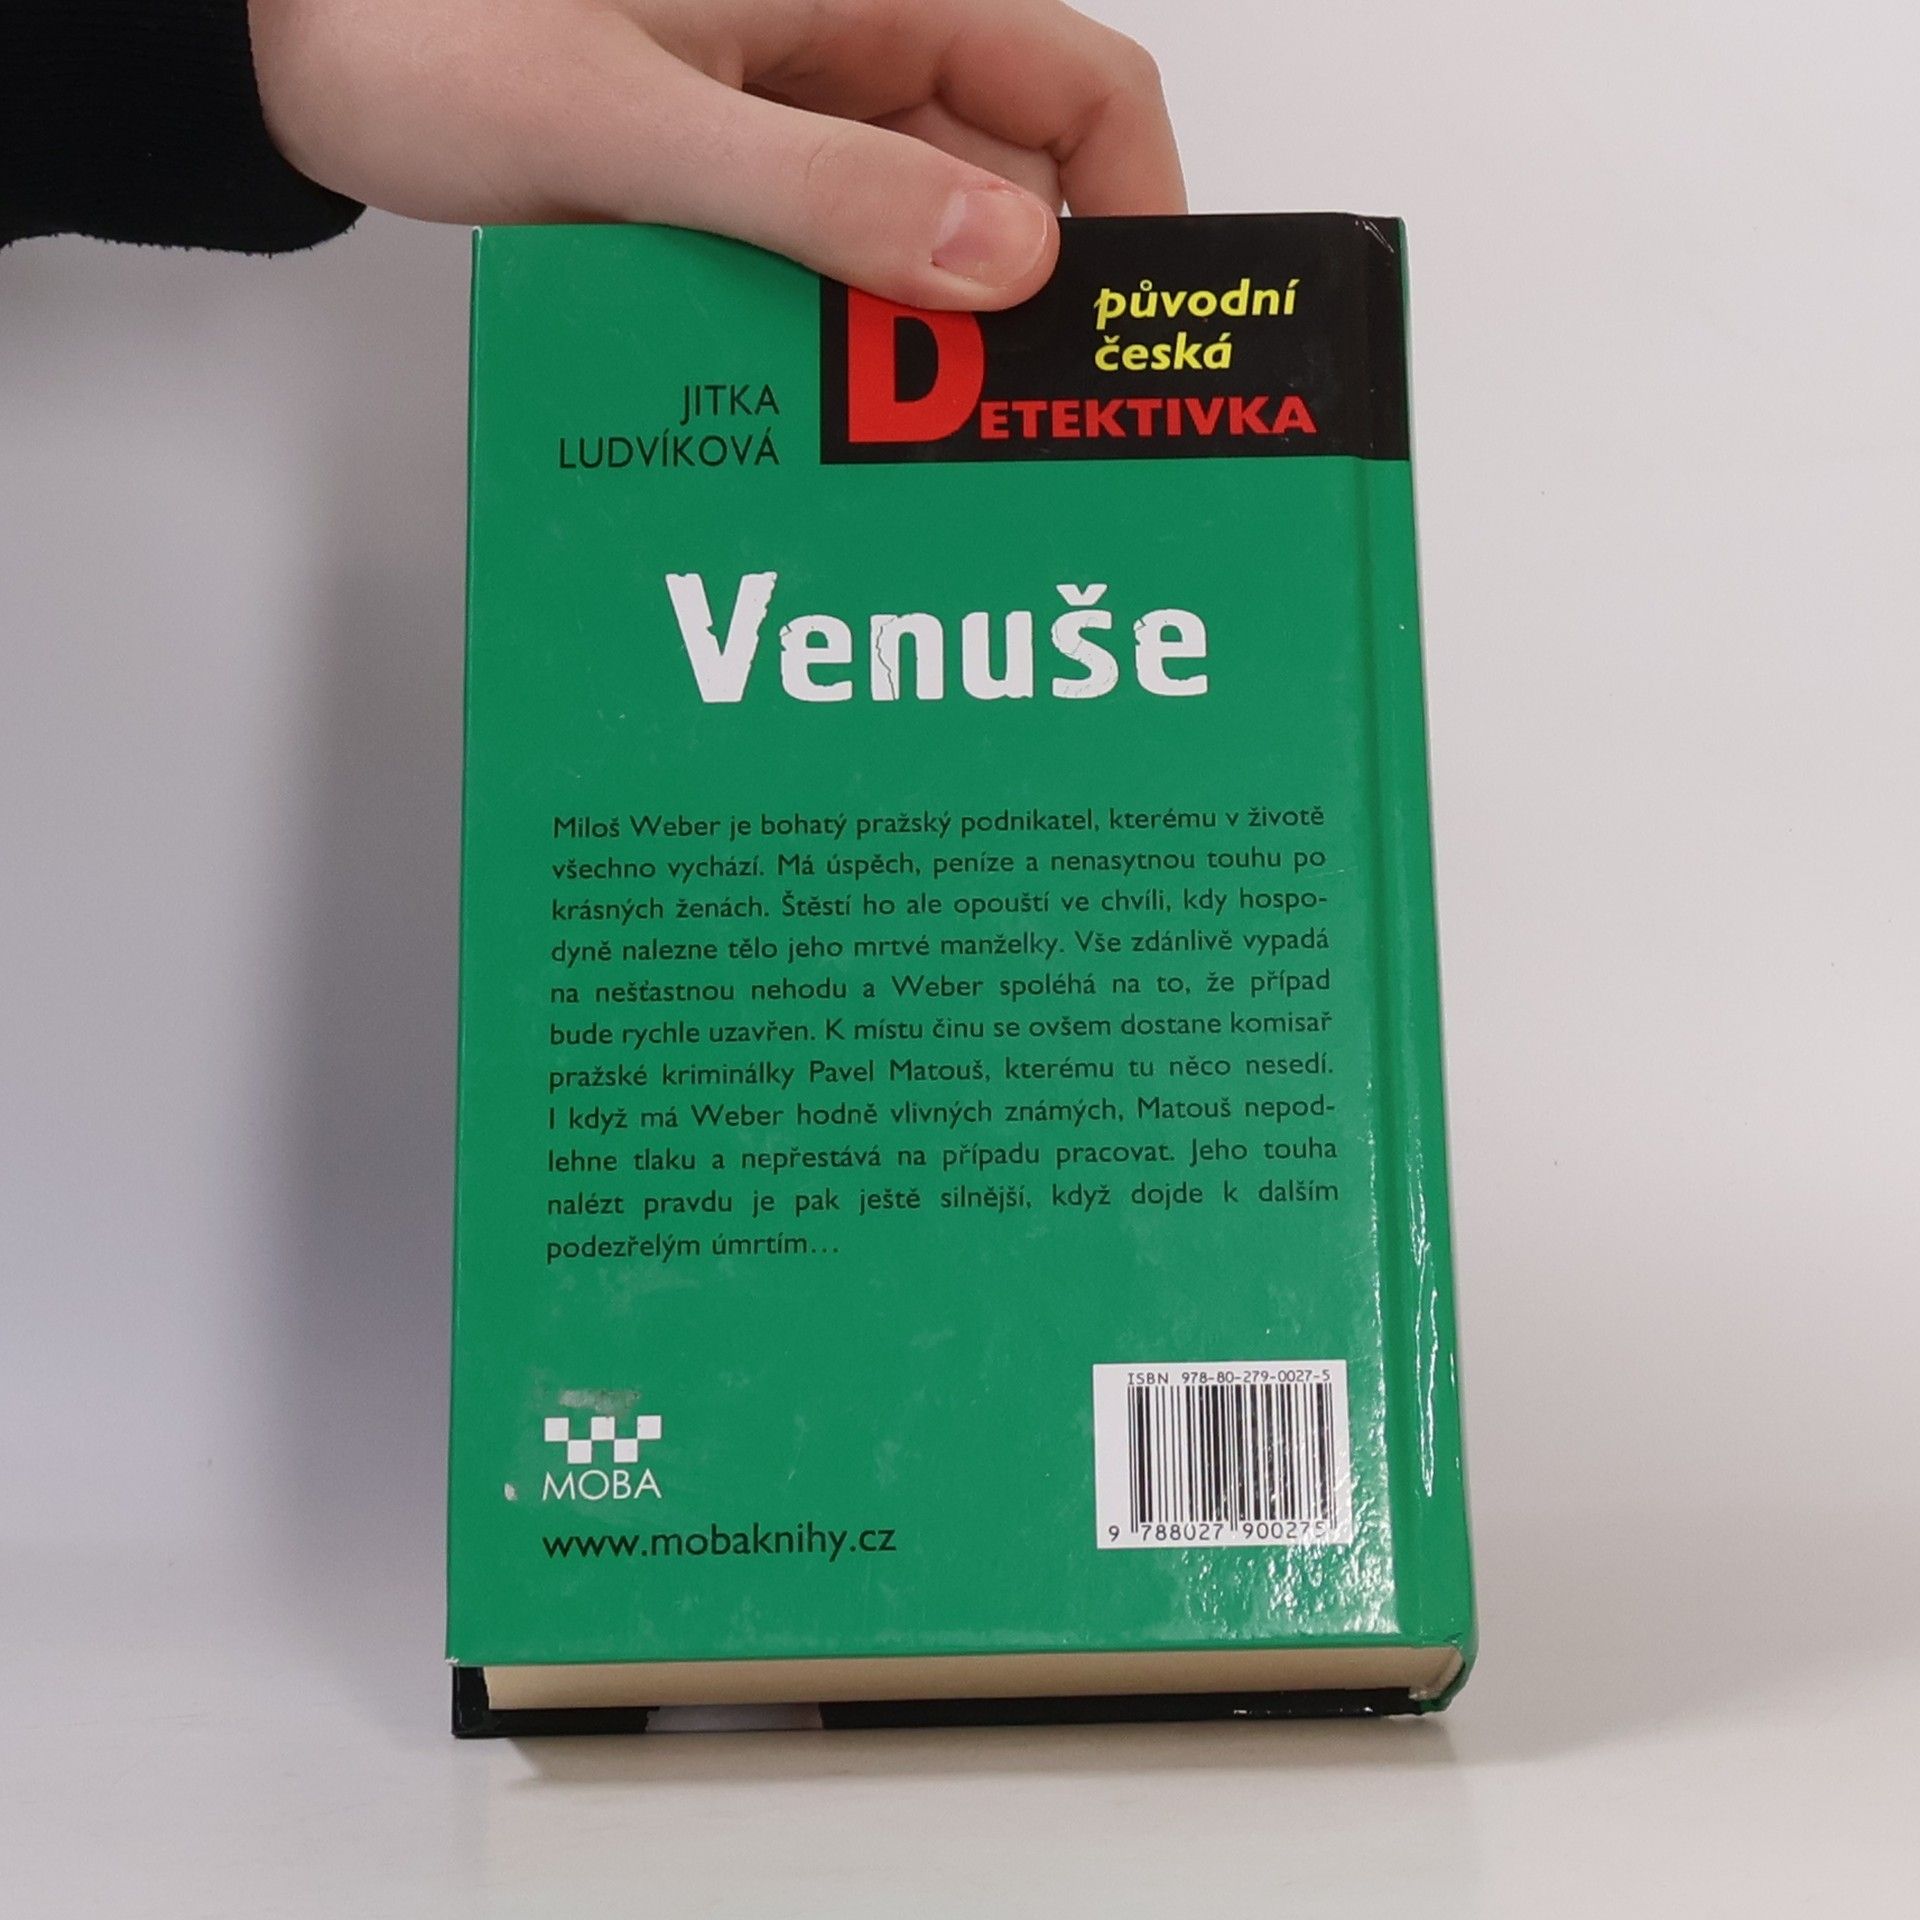 původní
česká
DETEKTIVKA
JITKA
LUDVÍKOVÁ
Venuše
Miloš Weber je bohatý pražský podnikatel, kterému v životě
všechno vychází. Má úspěch, peníze a nenasytnou touhu po
krásných ženách. Štěstí ho ale opouští ve chvíli, kdy hospo-
dyně nalezne tělo jeho mrtvé manželky. Vše zdánlivě vypadá
na nešťastnou nehodu a Weber spoléhá na to, že případ
bude rychle uzavřen. K místu činu se ovšem dostane komisař
pražské kriminálky Pavel Matouš, kterému tu něco nesedí.
I když má Weber hodně vlivných známých, Matouš nepod-
lehne tlaku a nepřestává na případu pracovat. Jeho touha
nalézt pravdu je pak ještě silnější, když dojde k dalším
podezřelým úmrtím...
ISBN 978-80-279-0027-5
9 788027 900275
MOBA
www.mobaknihy.cz